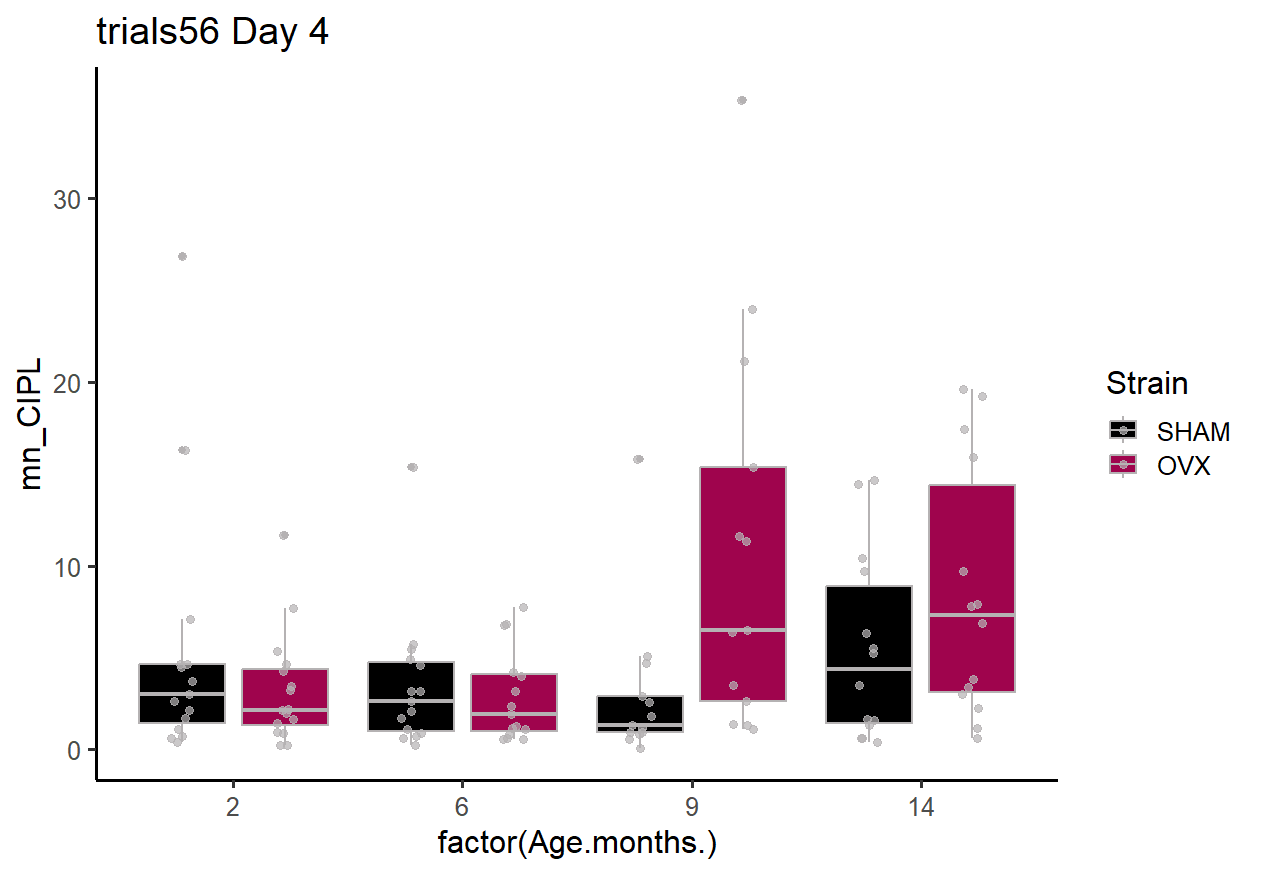 trials56 Day 4
mn_CIPL
30
20
10
0
2 6 9 14
factor(Age.months.)
Strain
SHAM
OVX